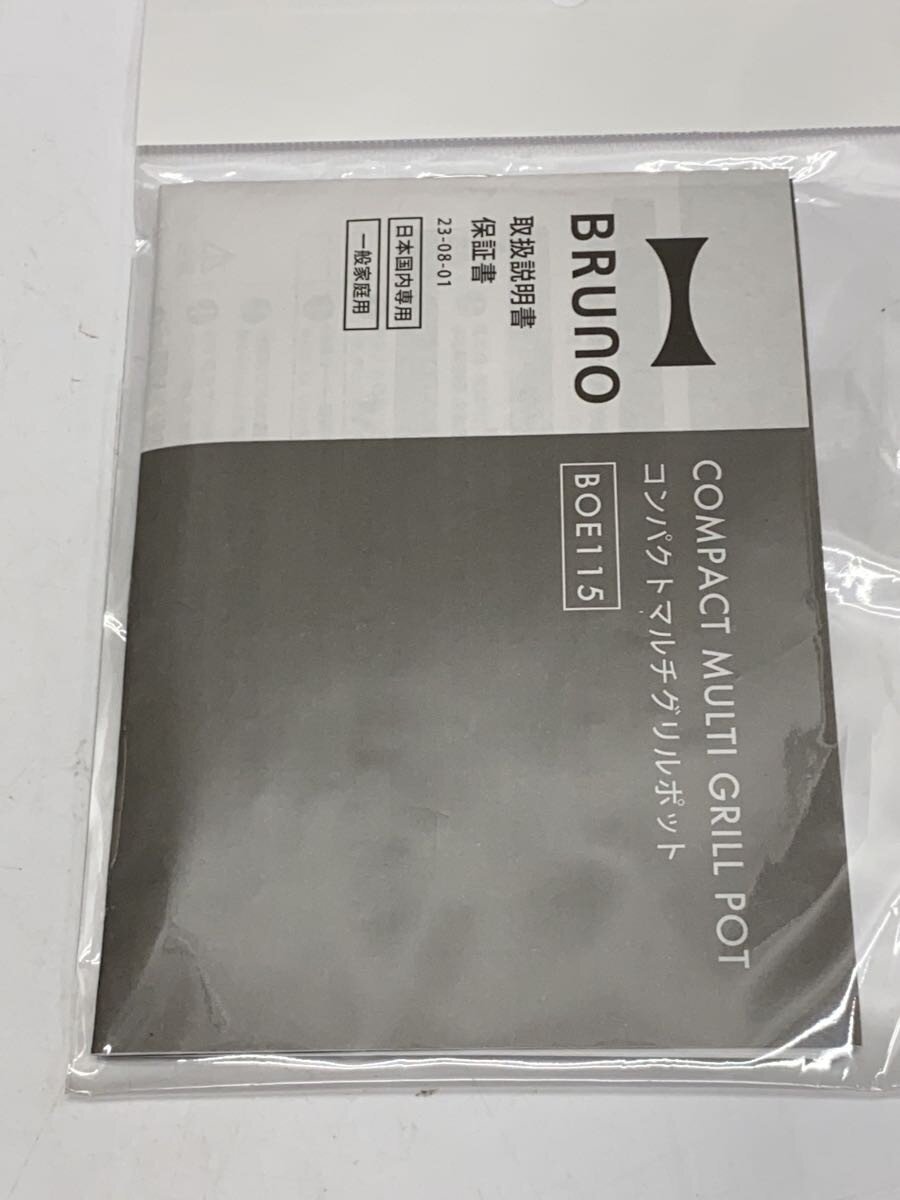 BRUNO
取扱説明書
保証書
23-08-01
日本国内専用
一般家庭用
COMPACT MULTI GRILL POT
コンパクトマルチグリルポット
BOE115